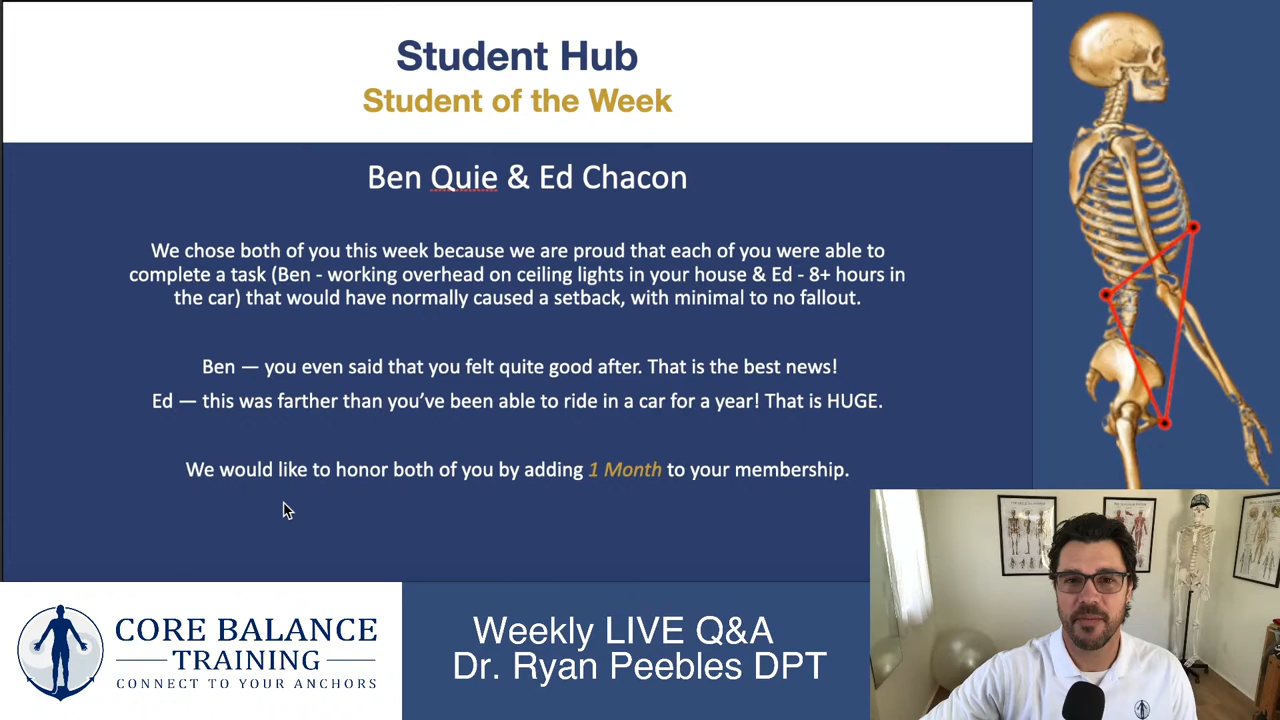 Student Hub
Student of the Week
Ben Quie & Ed Chacon
We chose both of you this week because we are proud that each of you were able to
complete a task (Ben - working overhead on ceiling lights in your house & Ed - 8+ hours in
the car) that would have normally caused a setback, with minimal to no fallout.
Ben — you even said that you felt quite good after. That is the best news!
Ed — this was farther than you’ve been able to ride in a car for a year! That is HUGE.
We would like to honor both of you by adding 1 Month to your membership.
CORE BALANCE
TRAINING
CONNECT TO YOUR ANCHORS
Weekly LIVE Q&A
Dr. Ryan Peebles DPT